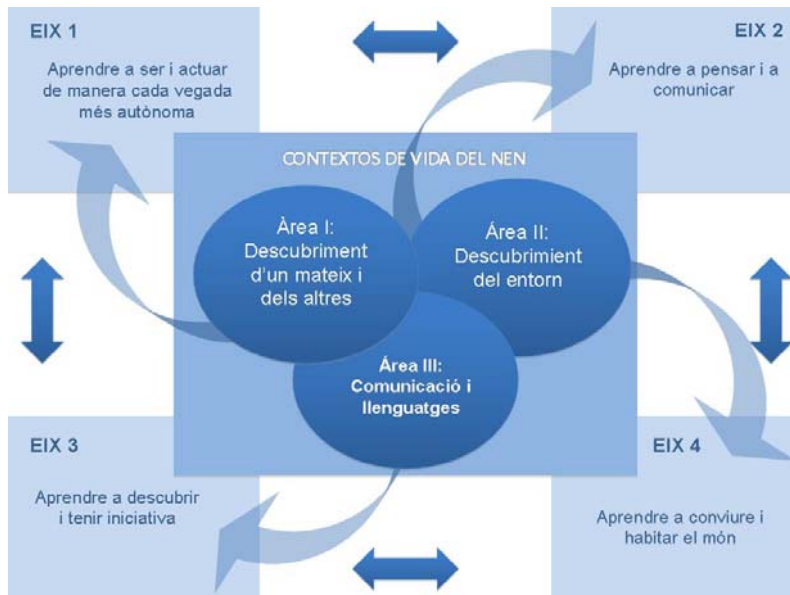 EIX 1
Aprendre a ser i actuar
de manera cada vegada
més autònoma
EIX 2
Aprendre a pensar i a
comunicar
CONTEXTOS DE VIDA DEL NEN
Àrea I:
Descubriment
d'un mateix i
dels altres
Área II:
Descubrimient
del entorn
Área III:
Comunicació i
llenguatges
EIX 3
Aprendre a descubrir
i tenir iniciativa
EIX 4
Aprendre a conviure i
habitar el món